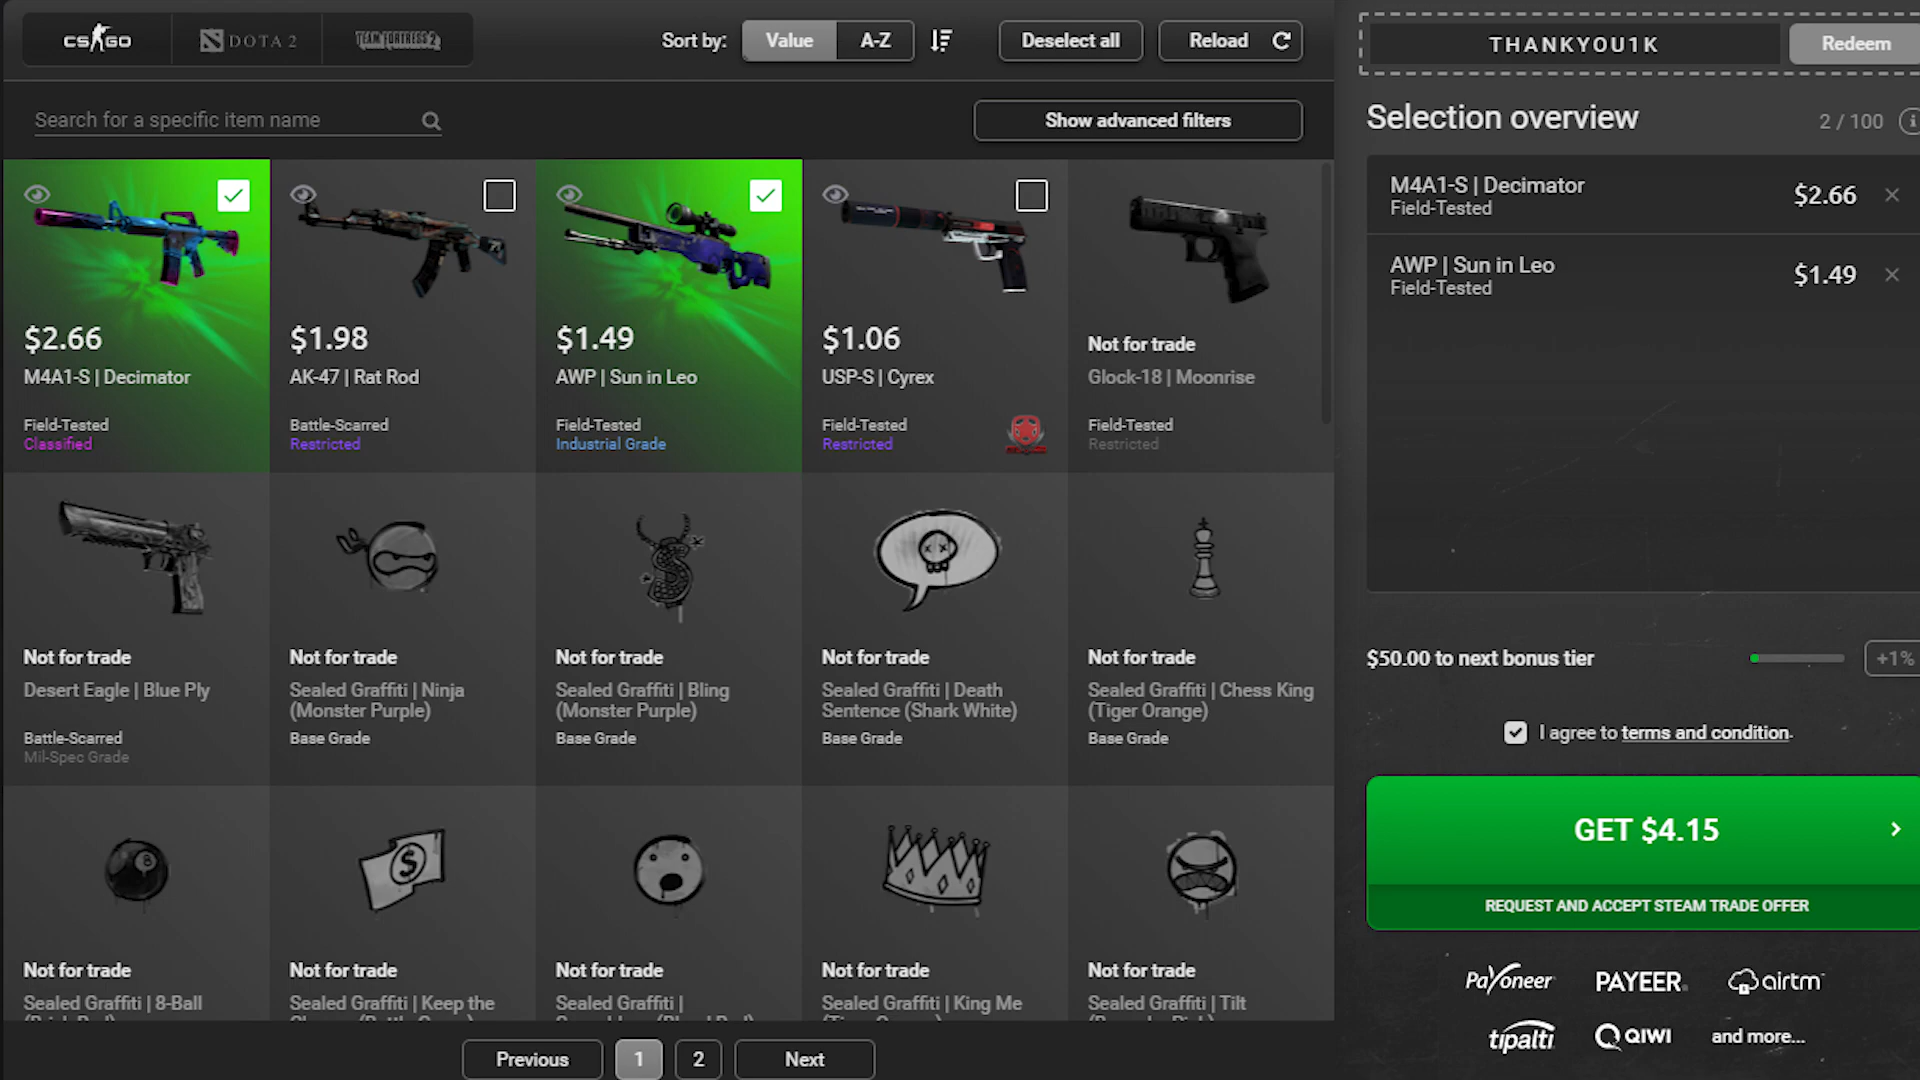 CS GO
DOTA 2
TEAM FORTRESS 2
Sort by:
Value
A-Z
Deselect all
Reload
THANKYOU1K
Redeem
Search for a specific item name
Show advanced filters
Selection overview
2 / 100
M4A1-S | Decimator
Field-Tested
$2.66
AWP | Sun in Leo
Field-Tested
$1.49
$2.66
M4A1-S | Decimator
Field-Tested
Classified
$1.98
AK-47 | Rat Rod
Battle-Scarred
Restricted
$1.49
AWP | Sun in Leo
Field-Tested
Industrial Grade
$1.06
USP-S | Cyrex
Field-Tested
Restricted
Not for trade
Glock-18 | Moonrise
Field-Tested
Restricted
Not for trade
Desert Eagle | Blue Ply
Battle-Scarred
Mil-Spec Grade
Not for trade
Sealed Graffiti | Ninja
(Monster Purple)
Base Grade
Not for trade
Sealed Graffiti | Bling
(Monster Purple)
Base Grade
Not for trade
Sealed Graffiti | Death
Sentence (Shark White)
Base Grade
Not for trade
Sealed Graffiti | Chess King
(Tiger Orange)
Base Grade
$50.00 to next bonus tier
+1%
I agree to terms and condition.
GET $4.15
REQUEST AND ACCEPT STEAM TRADE OFFER
Not for trade
Sealed Graffiti | 8-Ball
Not for trade
Sealed Graffiti | Keep the
Not for trade
Sealed Graffiti |
Not for trade
Sealed Graffiti | King Me
Not for trade
Sealed Graffiti | Tilt
Payoneer
PAYEER
airtm
tipalti
QIWI
and more...
Previous
1
2
Next